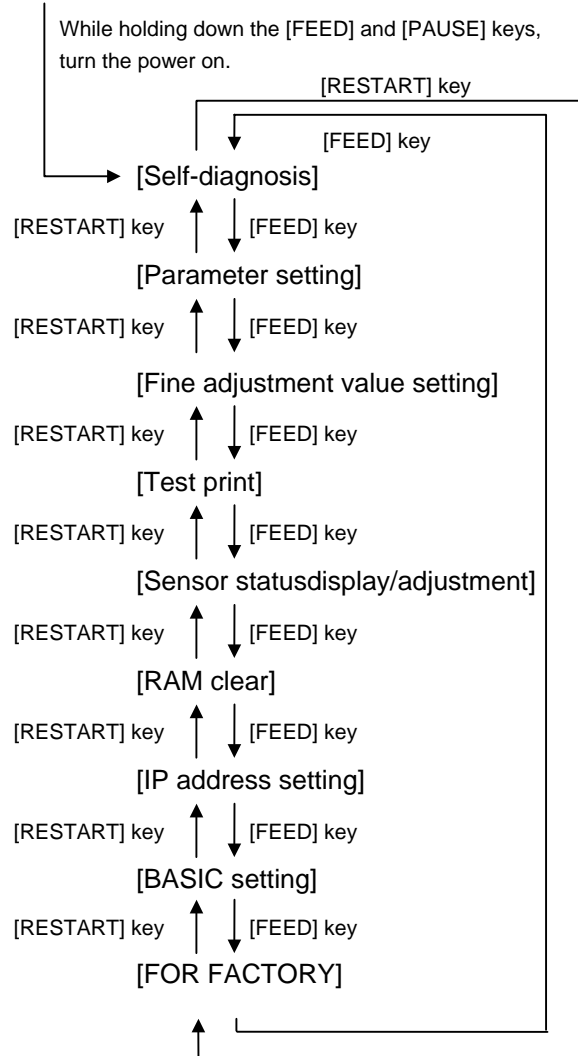 While holding down the [FEED] and [PAUSE] keys,
turn the power on.
[RESTART] key
[FEED] key
[Self-diagnosis]
[RESTART] key [FEED] key
[Parameter setting]
[RESTART] key [FEED] key
[Fine adjustment value setting]
[RESTART] key [FEED] key
[Test print]
[RESTART] key [FEED] key
[Sensor statusdisplay/adjustment]
[RESTART] key [FEED] key
[RAM clear]
[RESTART] key [FEED] key
[IP address setting]
[RESTART] key [FEED] key
[BASIC setting]
[RESTART] key [FEED] key
[FOR FACTORY]